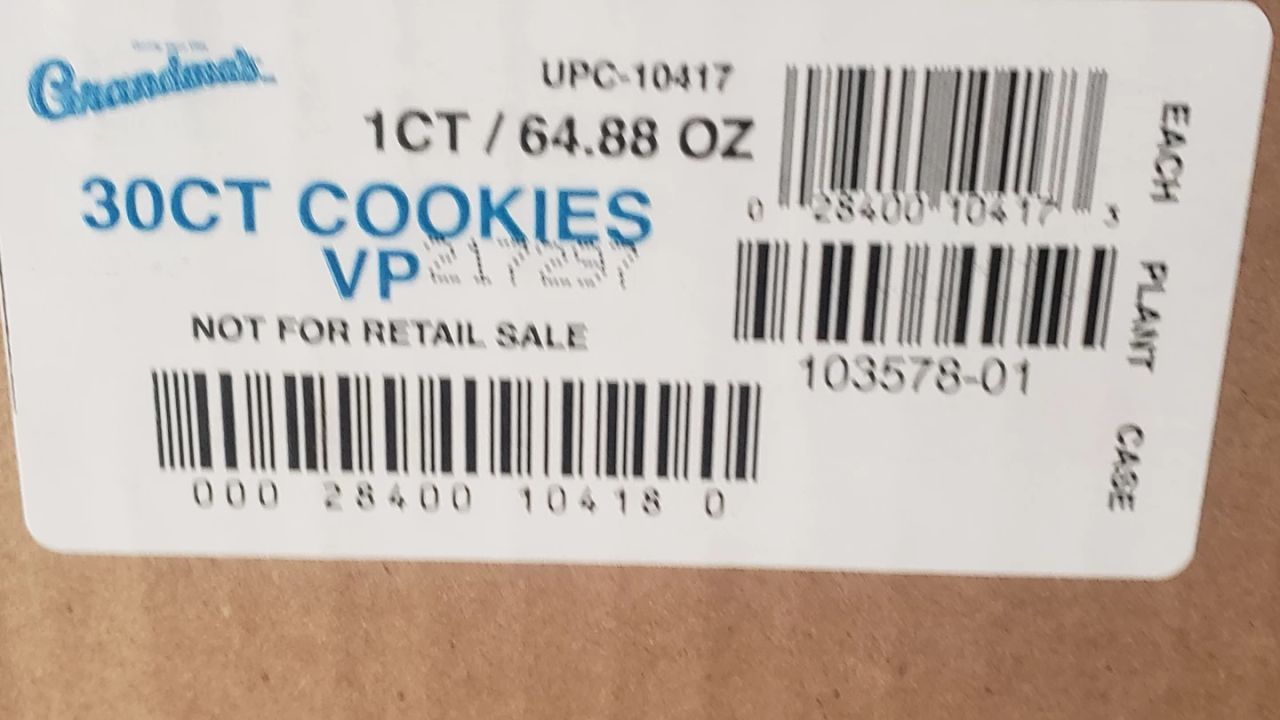 Grandma's
UPC-10417
1CT / 64.88 OZ
30CT COOKIES
VP 217297
NOT FOR RETAIL SALE
000 28400 10418 0
0 28400 10417 3
103578-01
EACH
PLANT
CASE